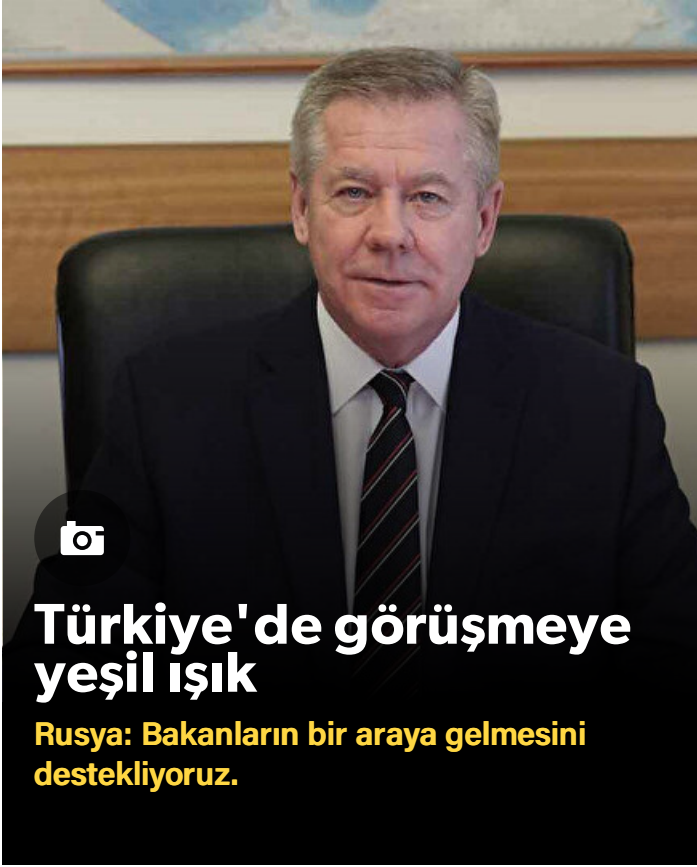 Türkiye'de görüşmeye
yeşil ışık
Rusya: Bakanların bir araya gelmesini
destekliyoruz.